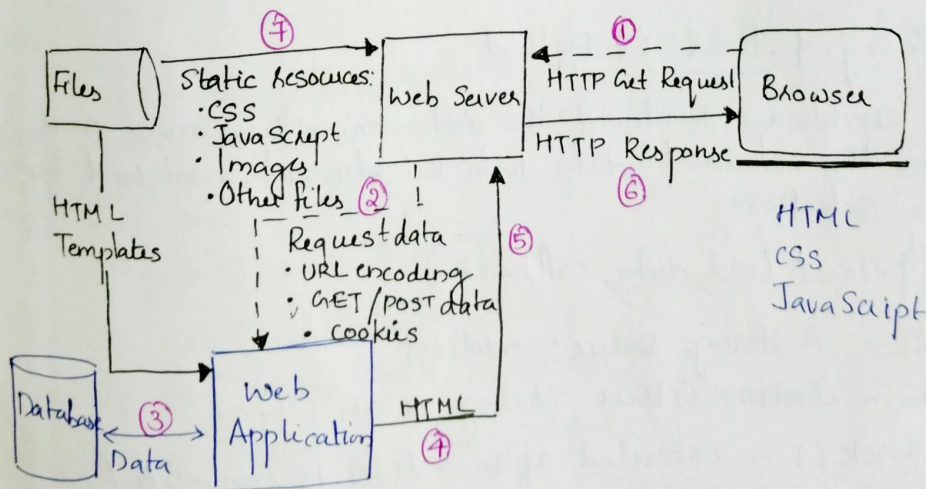 ⑦
①
Files
Static Resources:
• CSS
• JavaScript
• Images
• Other files
Web Server
HTTP Get Request
HTTP Response
Browser
⑥
②
HTML
Templates
Request data
• URL encoding
• GET/POST data
• Cookies
⑤
HTML
CSS
JavaScript
Database
③
Data
Web
Application
HTML
④